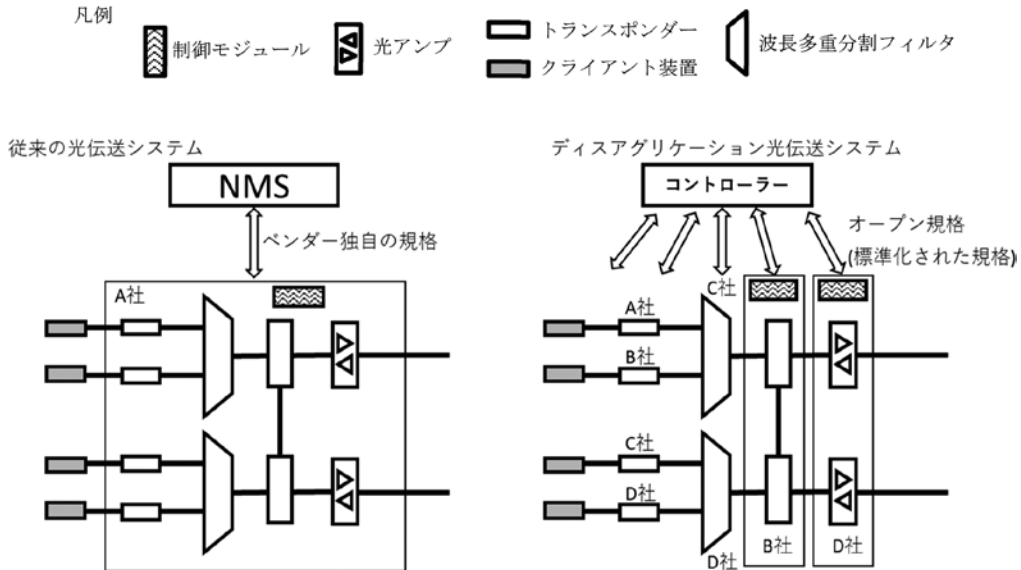 凡例
制御モジュール
光アンプ
トランスポンダー
クライアント装置
波長多重分割フィルタ
従来の光伝送システム
NMS
ベンダー独自の規格
A社
ディスアグリケーション光伝送システム
コントローラー
オープン規格
(標準化された規格)
C社
A社
B社
C社
D社
D社
B社
D社